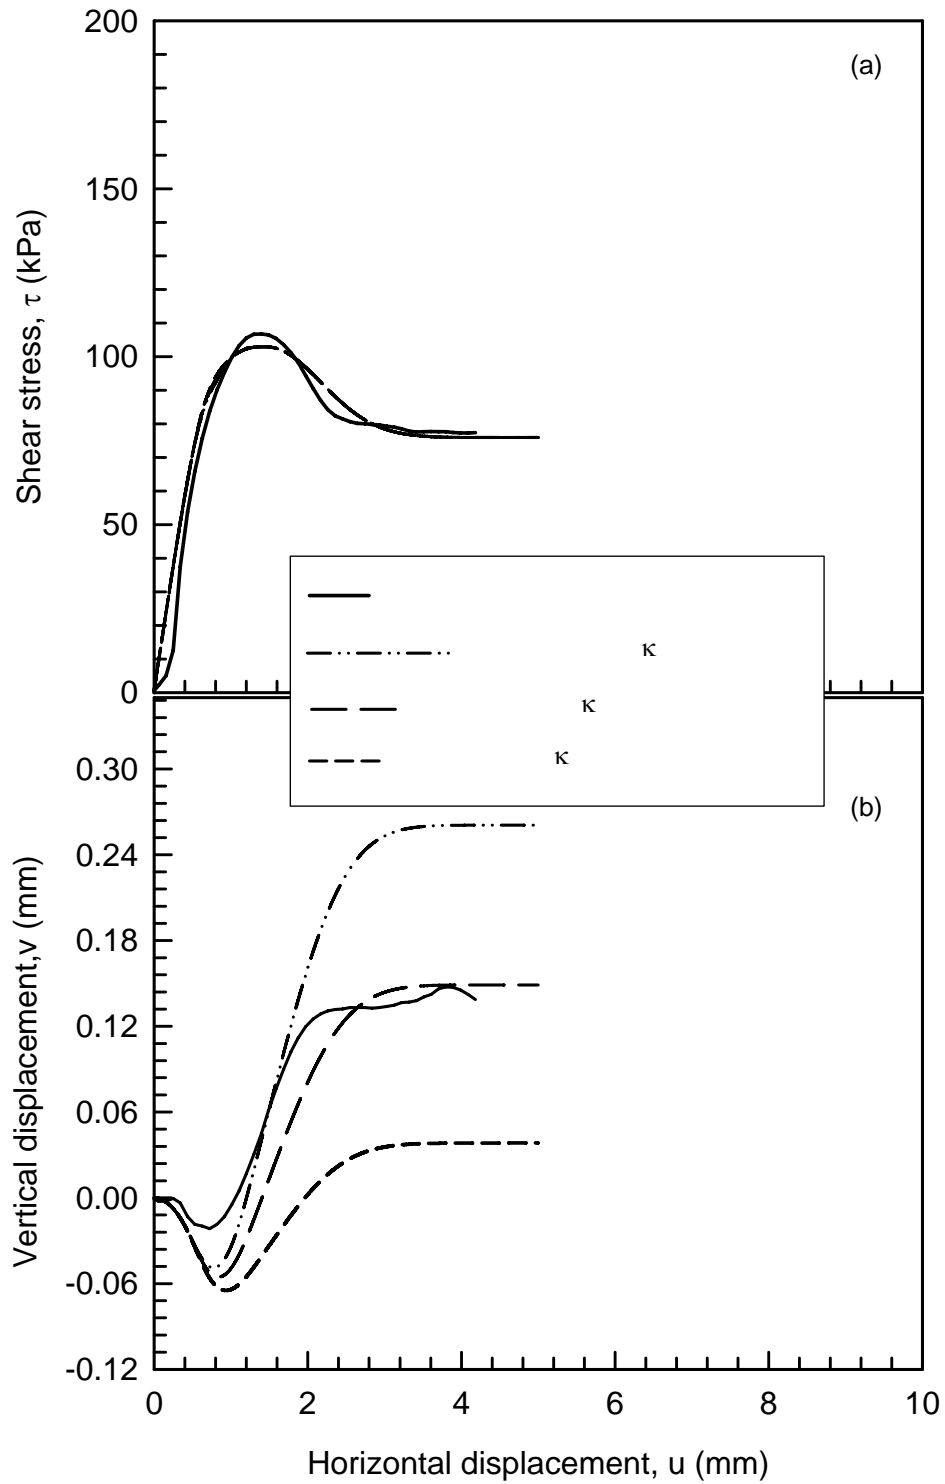 200
(a)
150
100
50
0
Shear stress, τ (kPa)
κ
κ
κ
(b)
0.30
0.24
0.18
0.12
0.06
0.00
-0.06
-0.12
Vertical displacement,v (mm)
0 2 4 6 8 10
Horizontal displacement, u (mm)